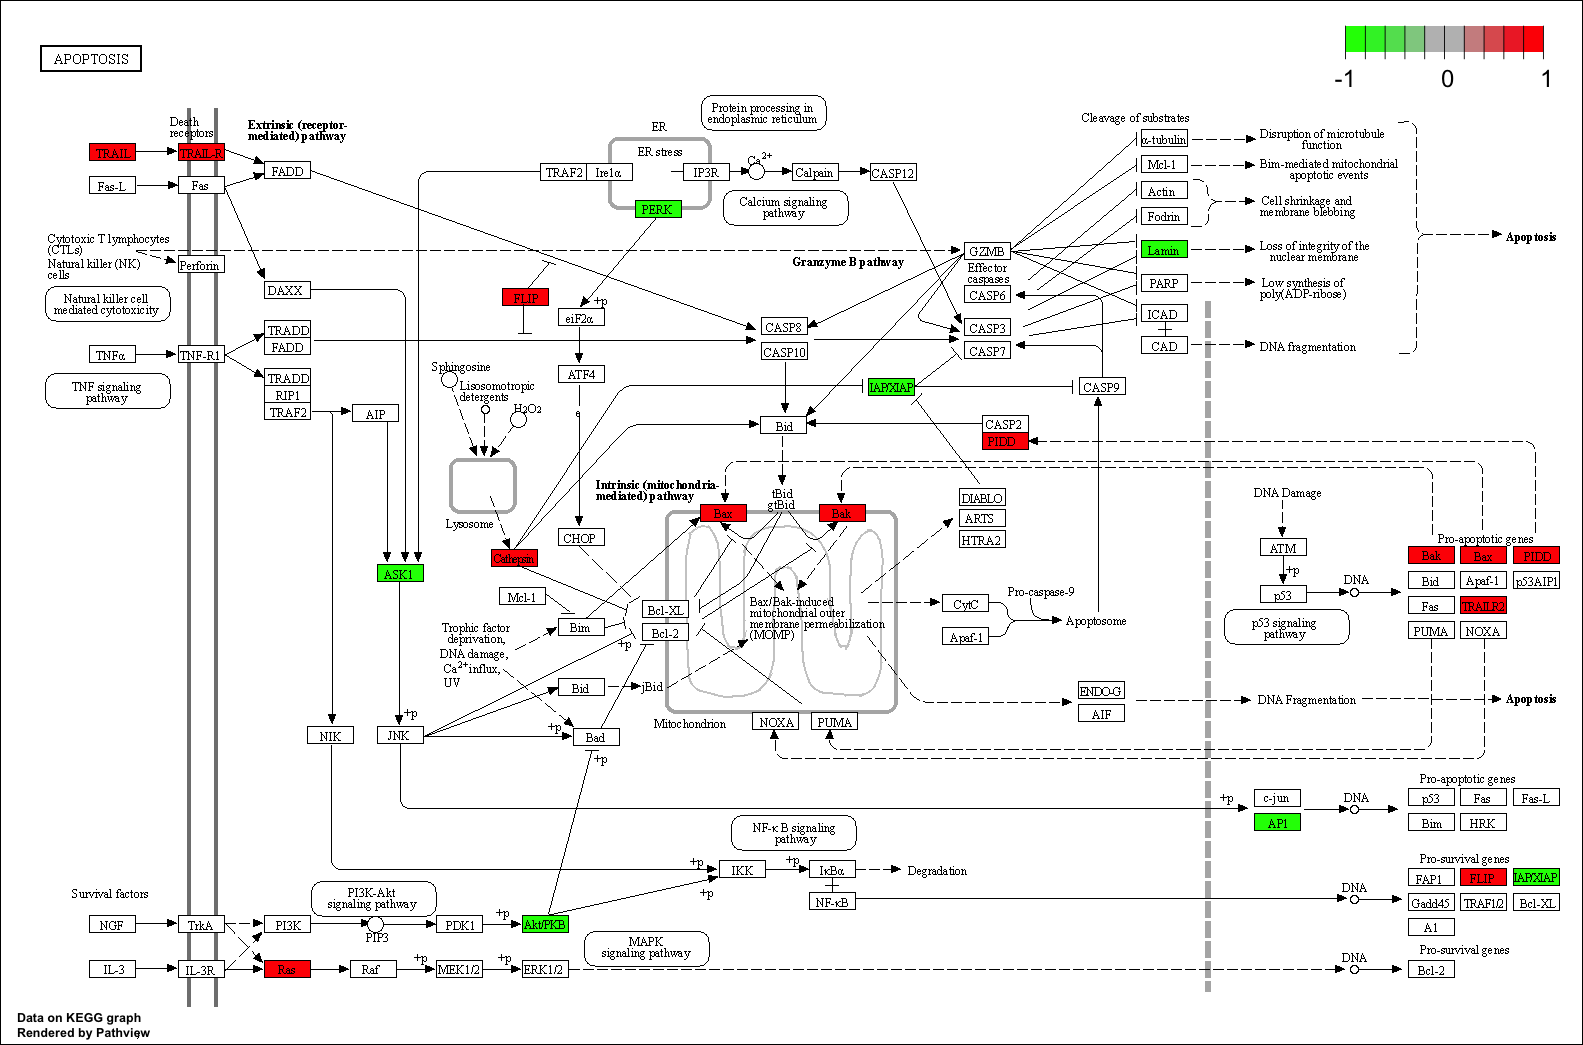 APOPTOSIS
-1
0
1
Death
receptors
Extrinsic (receptor-
mediated) pathway
TRAIL
TRAIL-R
FADD
Fas-L
Fas
Cytotoxic T lymphocytes
(CTLs)
Natural killer (NK)
cells
Perforin
Natural killer cell
mediated cytotoxicity
DAXX
TNFα
TNF-R1
TRADD
FADD
TNF signaling
pathway
TRADD
RIP1
TRAF2
AIP
ER
Protein processing in
endoplasmic reticulum
ER stress
TRAF2
Ire1α
IP3R
Ca2+
Calpain
CASP12
PERK
Calcium signaling
pathway
Granzyme B pathway
GZMB
Effector
caspases
CASP6
CASP3
CASP7
FLIP
+p
eiF2α
CASP8
CASP10
ATF4
e
Sphingosine
Lisosomotropic
detergents
H2O2
Lysosome
IAP/XIAP
CASP9
Bid
CASP2
PIDD
Cleavage of substrates
α-tubulin
Mcl-1
Actin
Fodrin
Lamin
PARP
ICAD
CAD
Disruption of microtubule
function
Bim-mediated mitochondrial
apoptotic events
Cell shrinkage and
membrane blebbing
Loss of integrity of the
nuclear membrane
Low synthesis of
poly(ADP-ribose)
DNA fragmentation
Apoptosis
Intrinsic (mitochondria-
mediated) pathway
tBid
gtBid
Bax
Bak
DIABLO
ARTS
HTRA2
CHOP
Cathepsin
ASK1
Mcl-1
Bim
Bcl-XL
Bcl-2
+p
Bax/Bak-induced
mitochondrial outer
membrane permeabilization
(MOMP)
CytC
Apaf-1
Pro-caspase-9
Apoptosome
Trophic factor
deprivation,
DNA damage,
Ca2+ influx,
UV
Bid
jBid
Mitochondrion
NOXA
PUMA
ENDO-G
AIF
DNA Fragmentation
Apoptosis
DNA Damage
ATM
+p
p53
DNA
p53 signaling
pathway
Pro-apoptotic genes
Bak
Bax
PIDD
Bid
Apaf-1
p53AIP1
Fas
TRAILR2
PUMA
NOXA
NIK
+p
JNK
+p
Bad
+p
+p
c-jun
AP1
DNA
Pro-apoptotic genes
p53
Fas
Fas-L
Bim
HRK
NF-κ B signaling
pathway
+p
IKK
+p
IκBα
Degradation
+p
NF-κB
DNA
Pro-survival genes
FAP1
FLIP
IAP/XIAP
Gadd45
TRAF1/2
Bcl-XL
A1
Survival factors
PI3K-Akt
signaling pathway
NGF
TrkA
PI3K
PIP3
PDK1
+p
Akt/PKB
MAPK
signaling pathway
IL-3
IL-3R
Ras
Raf
+p
MEK1/2
+p
ERK1/2
DNA
Pro-survival genes
Bcl-2
Data on KEGG graph
Rendered by Pathview